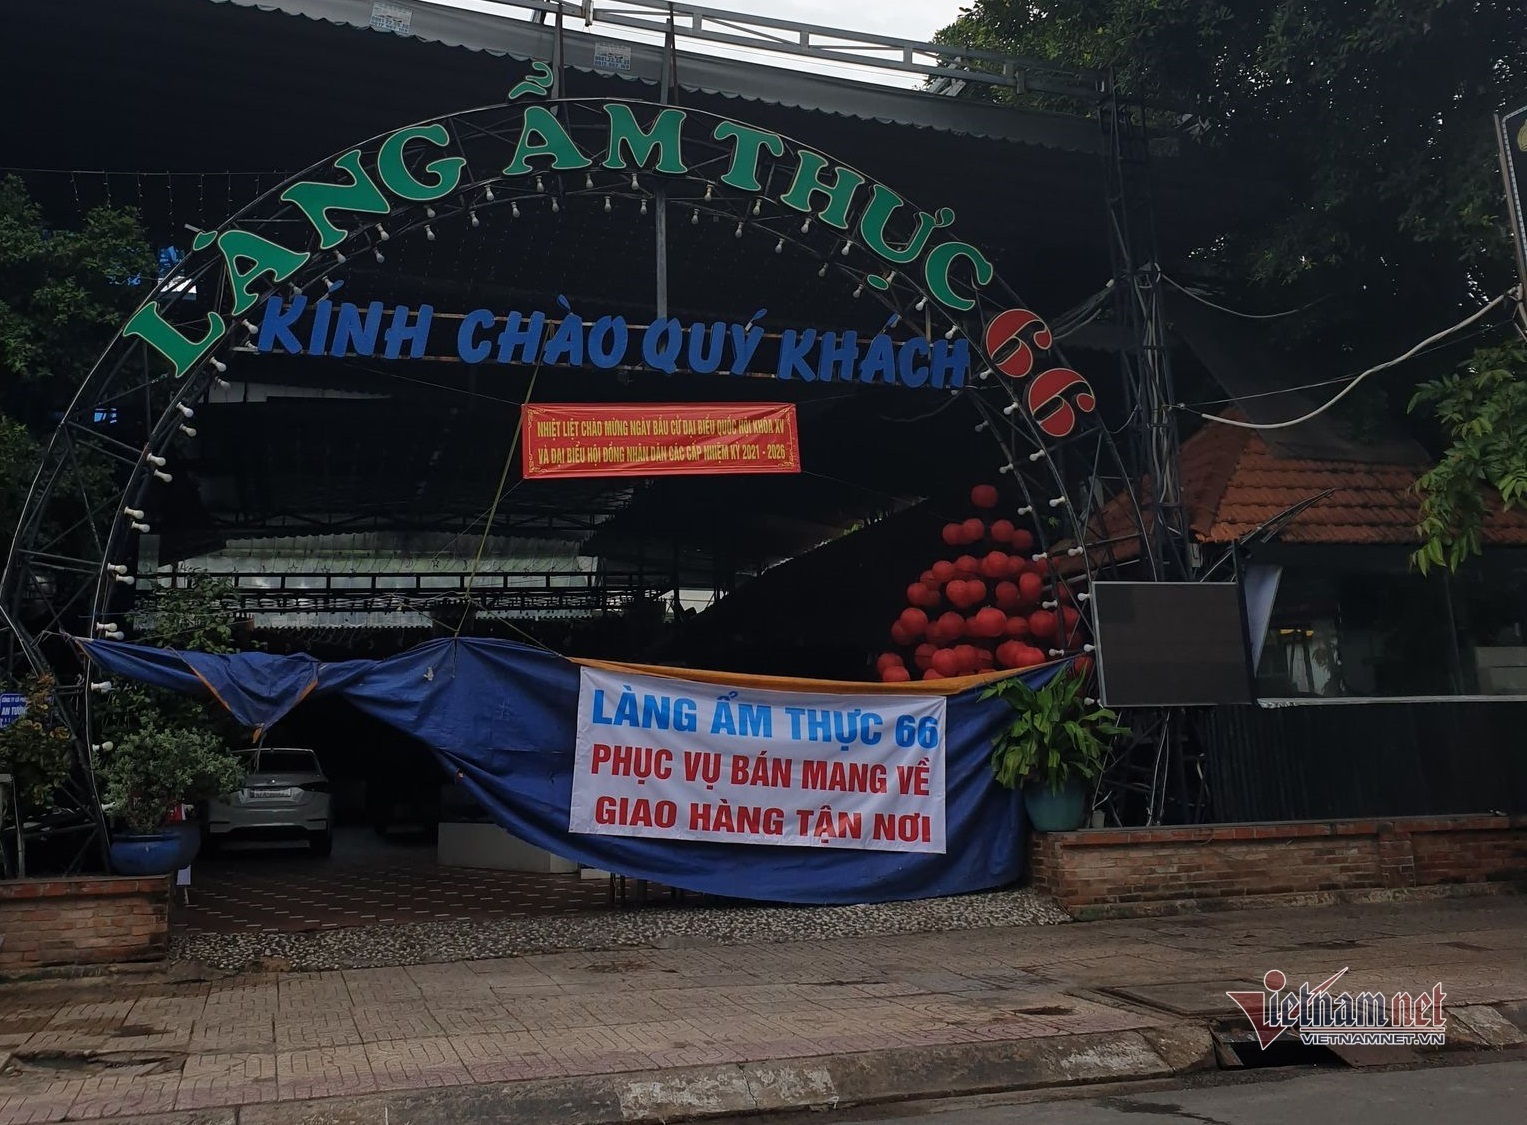 LÀNG ẨM THỰC 66
KÍNH CHÀO QUÝ KHÁCH
NHIỆT LIỆT CHÀO MỪNG NGÀY BẦU CỬ ĐẠI BIỂU QUỐC HỘI KHÓA XV
VÀ ĐẠI BIỂU HỘI ĐỒNG NHÂN DÂN CÁC CẤP NHIỆM KỲ 2021 - 2026
LÀNG ẨM THỰC 66
PHỤC VỤ BÁN MANG VỀ
GIAO HÀNG TẬN NƠI
Vietnamnet
VIETNAMNET.VN